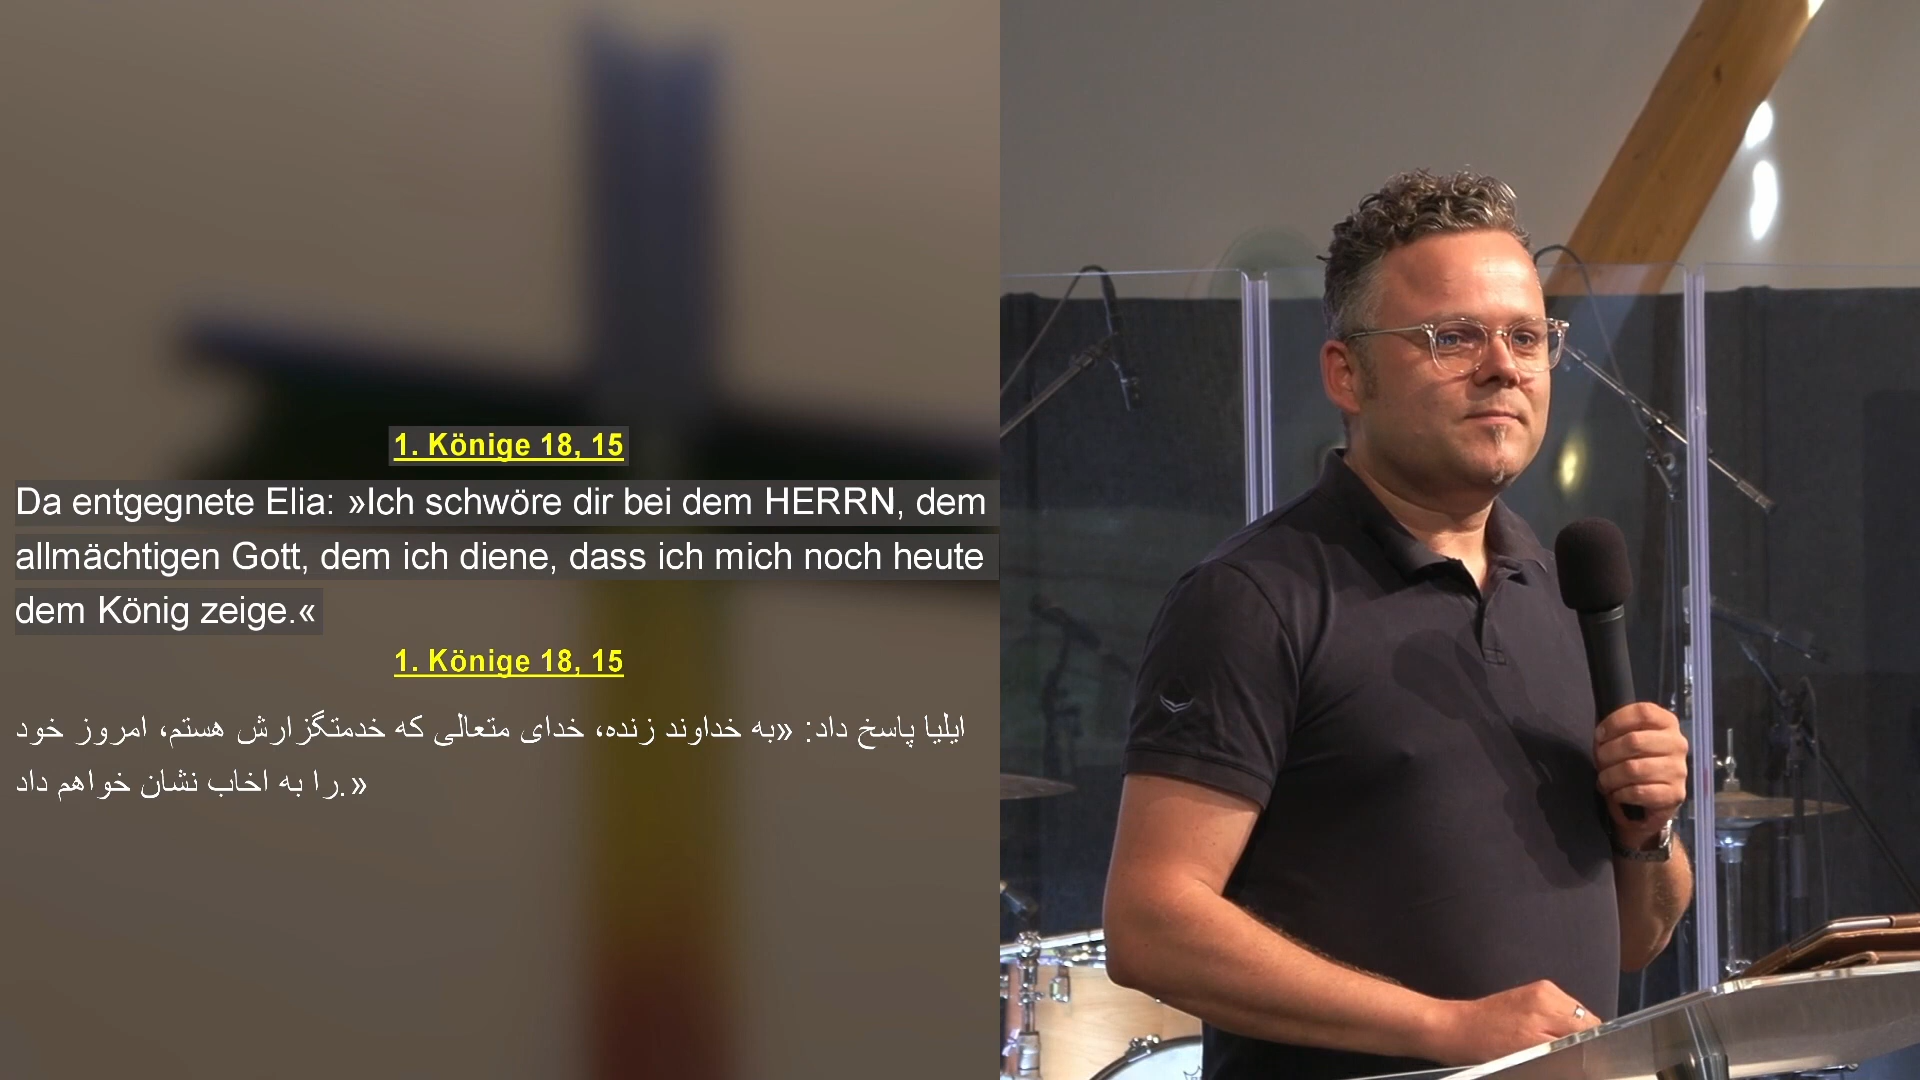 1. Könige 18, 15
Da entgegnete Elia: »Ich schwöre dir bei dem HERRN, dem
allmächtigen Gott, dem ich diene, dass ich mich noch heute
dem König zeige.«
1. Könige 18, 15
ایلیا پاسخ داد: «به خداوند زنده، خدای متعالی که خدمتگزارش هستم، امروز خود
را به اخاب نشان خواهم داد.»